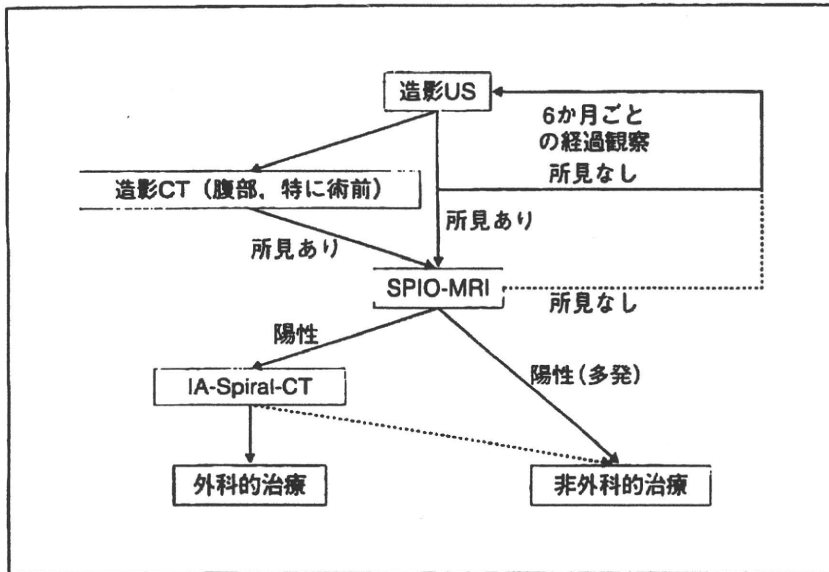 造影US
6か月ごと
の経過観察
所見なし
造影CT（腹部，特に術前）
所見あり
所見あり
SPIO-MRI
所見なし
陽性
陽性（多発）
IA-Spiral-CT
外科的治療
非外科的治療